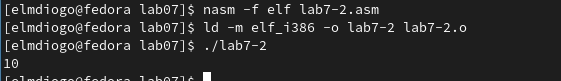 [elmdiogo@fedora lab07]$ nasm -f elf lab7-2.asm
[elmdiogo@fedora lab07]$ ld -m elf_i386 -o lab7-2 lab7-2.o
[elmdiogo@fedora lab07]$ ./lab7-2
10
[elmdiogo@fedora lab07]$